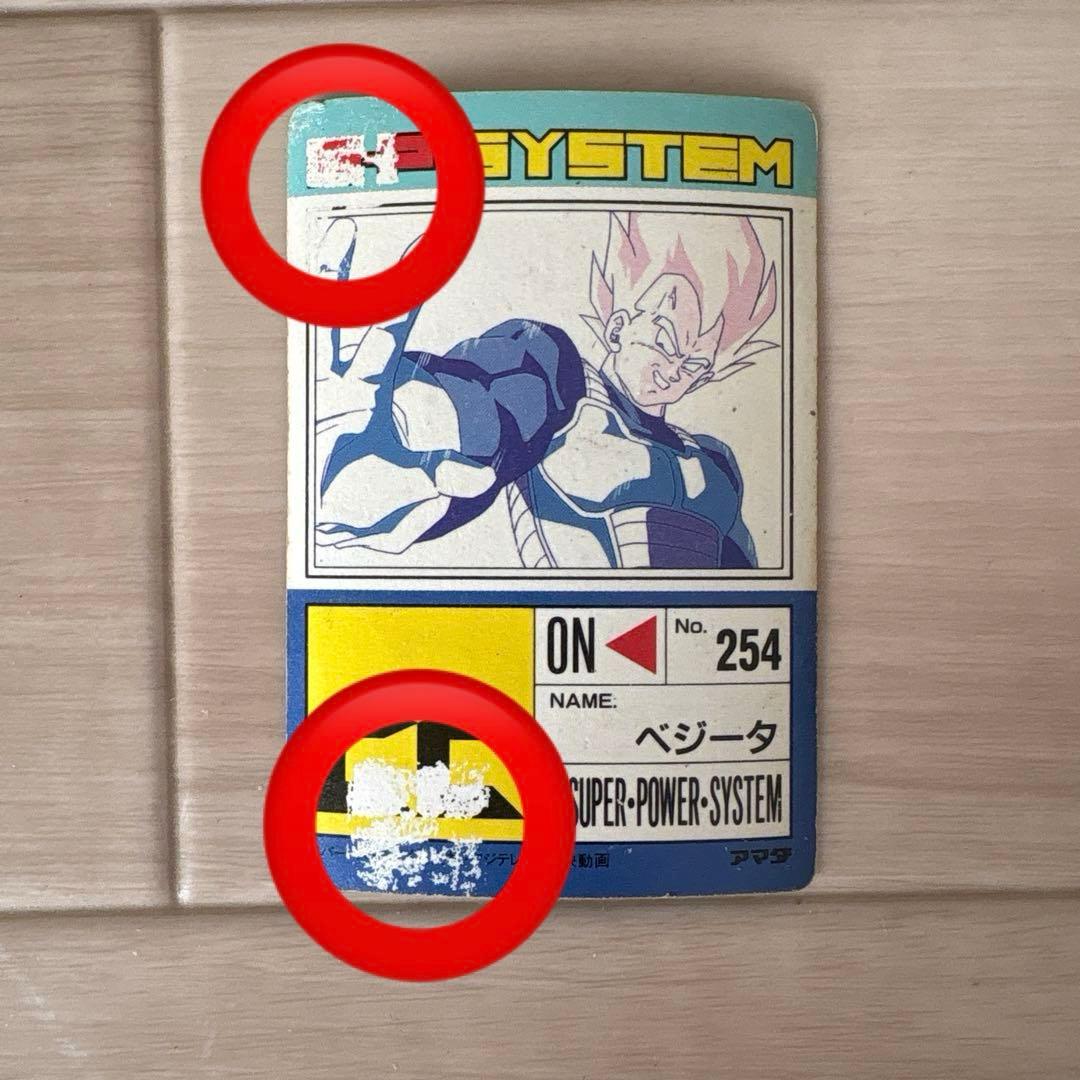 SYSTEM
ON
No. 254
NAME:
ベジータ
SUPER•POWER•SYSTEM
アマダ